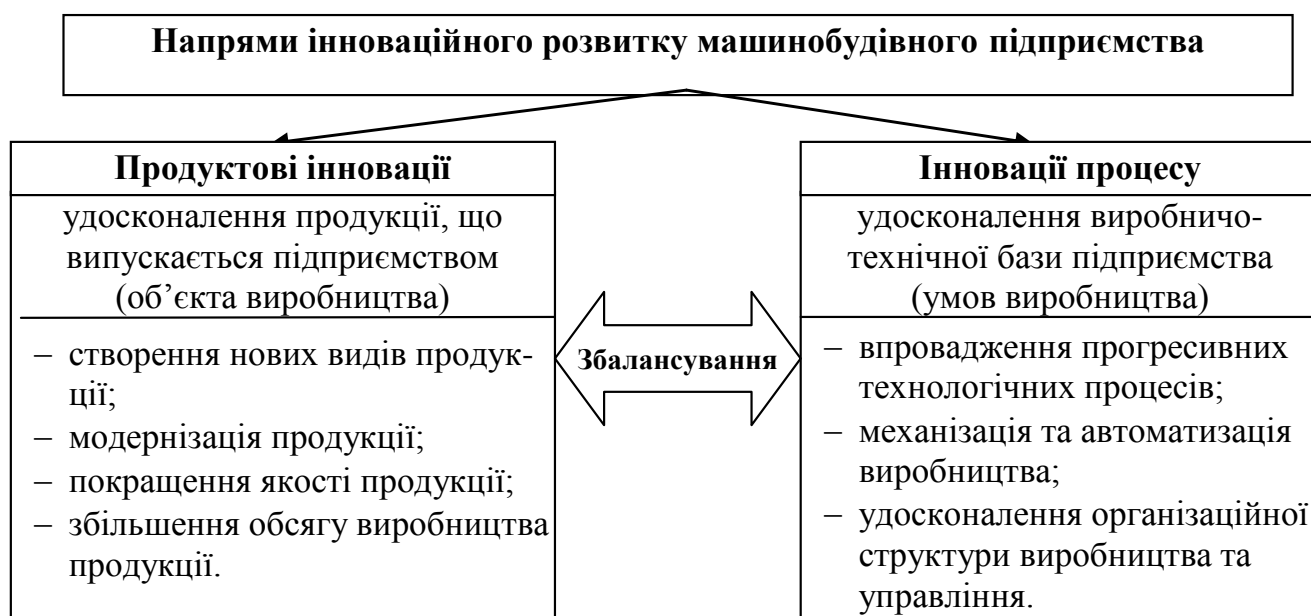 Напрями інноваційного розвитку машинобудівного підприємства
Продуктові інновації
удосконалення продукції, що
випускається підприємством
(об’єкта виробництва)
– створення нових видів продук-
ції;
– модернізація продукції;
– покращення якості продукції;
– збільшення обсягу виробництва
продукції.
Збалансування
Інновації процесу
удосконалення виробничо-
технічної бази підприємства
(умов виробництва)
– впровадження прогресивних
технологічних процесів;
– механізація та автоматизація
виробництва;
– удосконалення організаційної
структури виробництва та
управління.